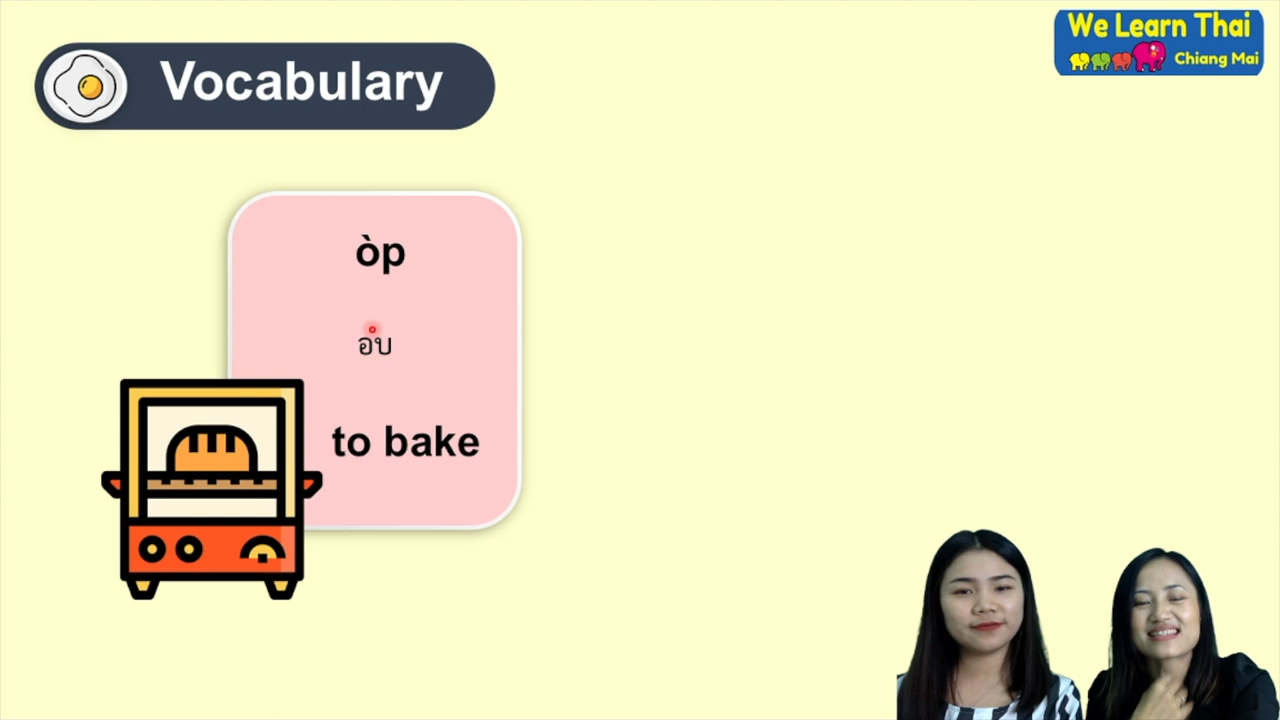 We Learn Thai
Chiang Mai
Vocabulary
òp
อบ
to bake